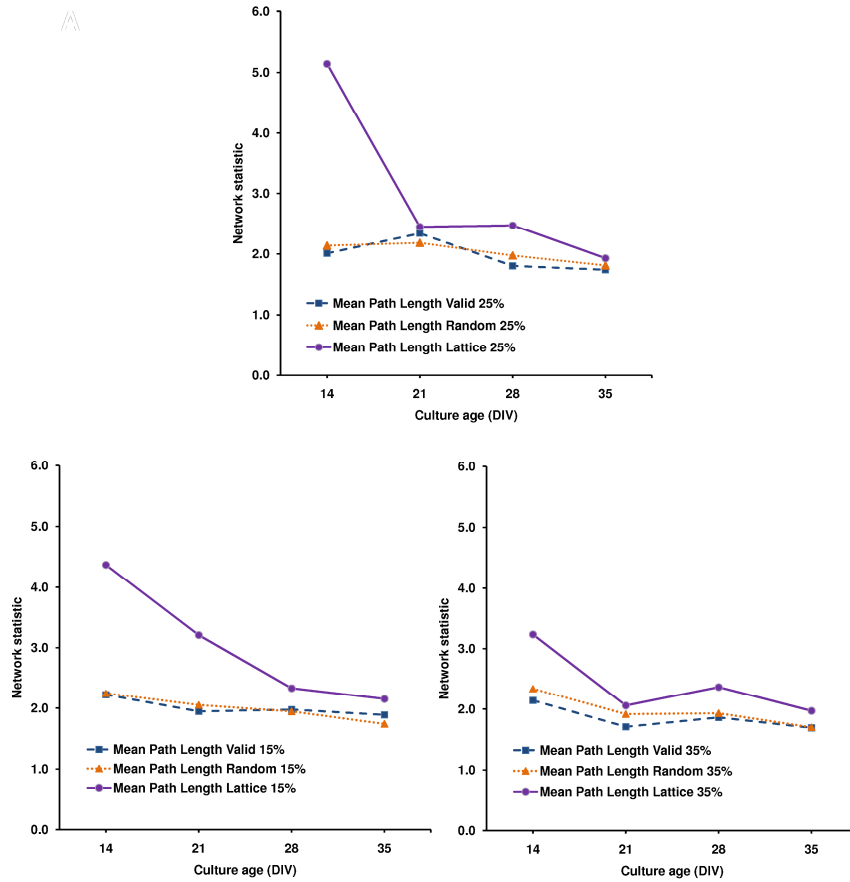 A
6.0
5.0
4.0
3.0
2.0
1.0
0.0
Network statistic
Mean Path Length Valid 25%
Mean Path Length Random 25%
Mean Path Length Lattice 25%
14 21 28 35
Culture age (DIV)
6.0
5.0
4.0
3.0
2.0
1.0
0.0
Network statistic
Mean Path Length Valid 15%
Mean Path Length Random 15%
Mean Path Length Lattice 15%
14 21 28 35
Culture age (DIV)
6.0
5.0
4.0
3.0
2.0
1.0
0.0
Network statistic
Mean Path Length Valid 35%
Mean Path Length Random 35%
Mean Path Length Lattice 35%
14 21 28 35
Culture age (DIV)